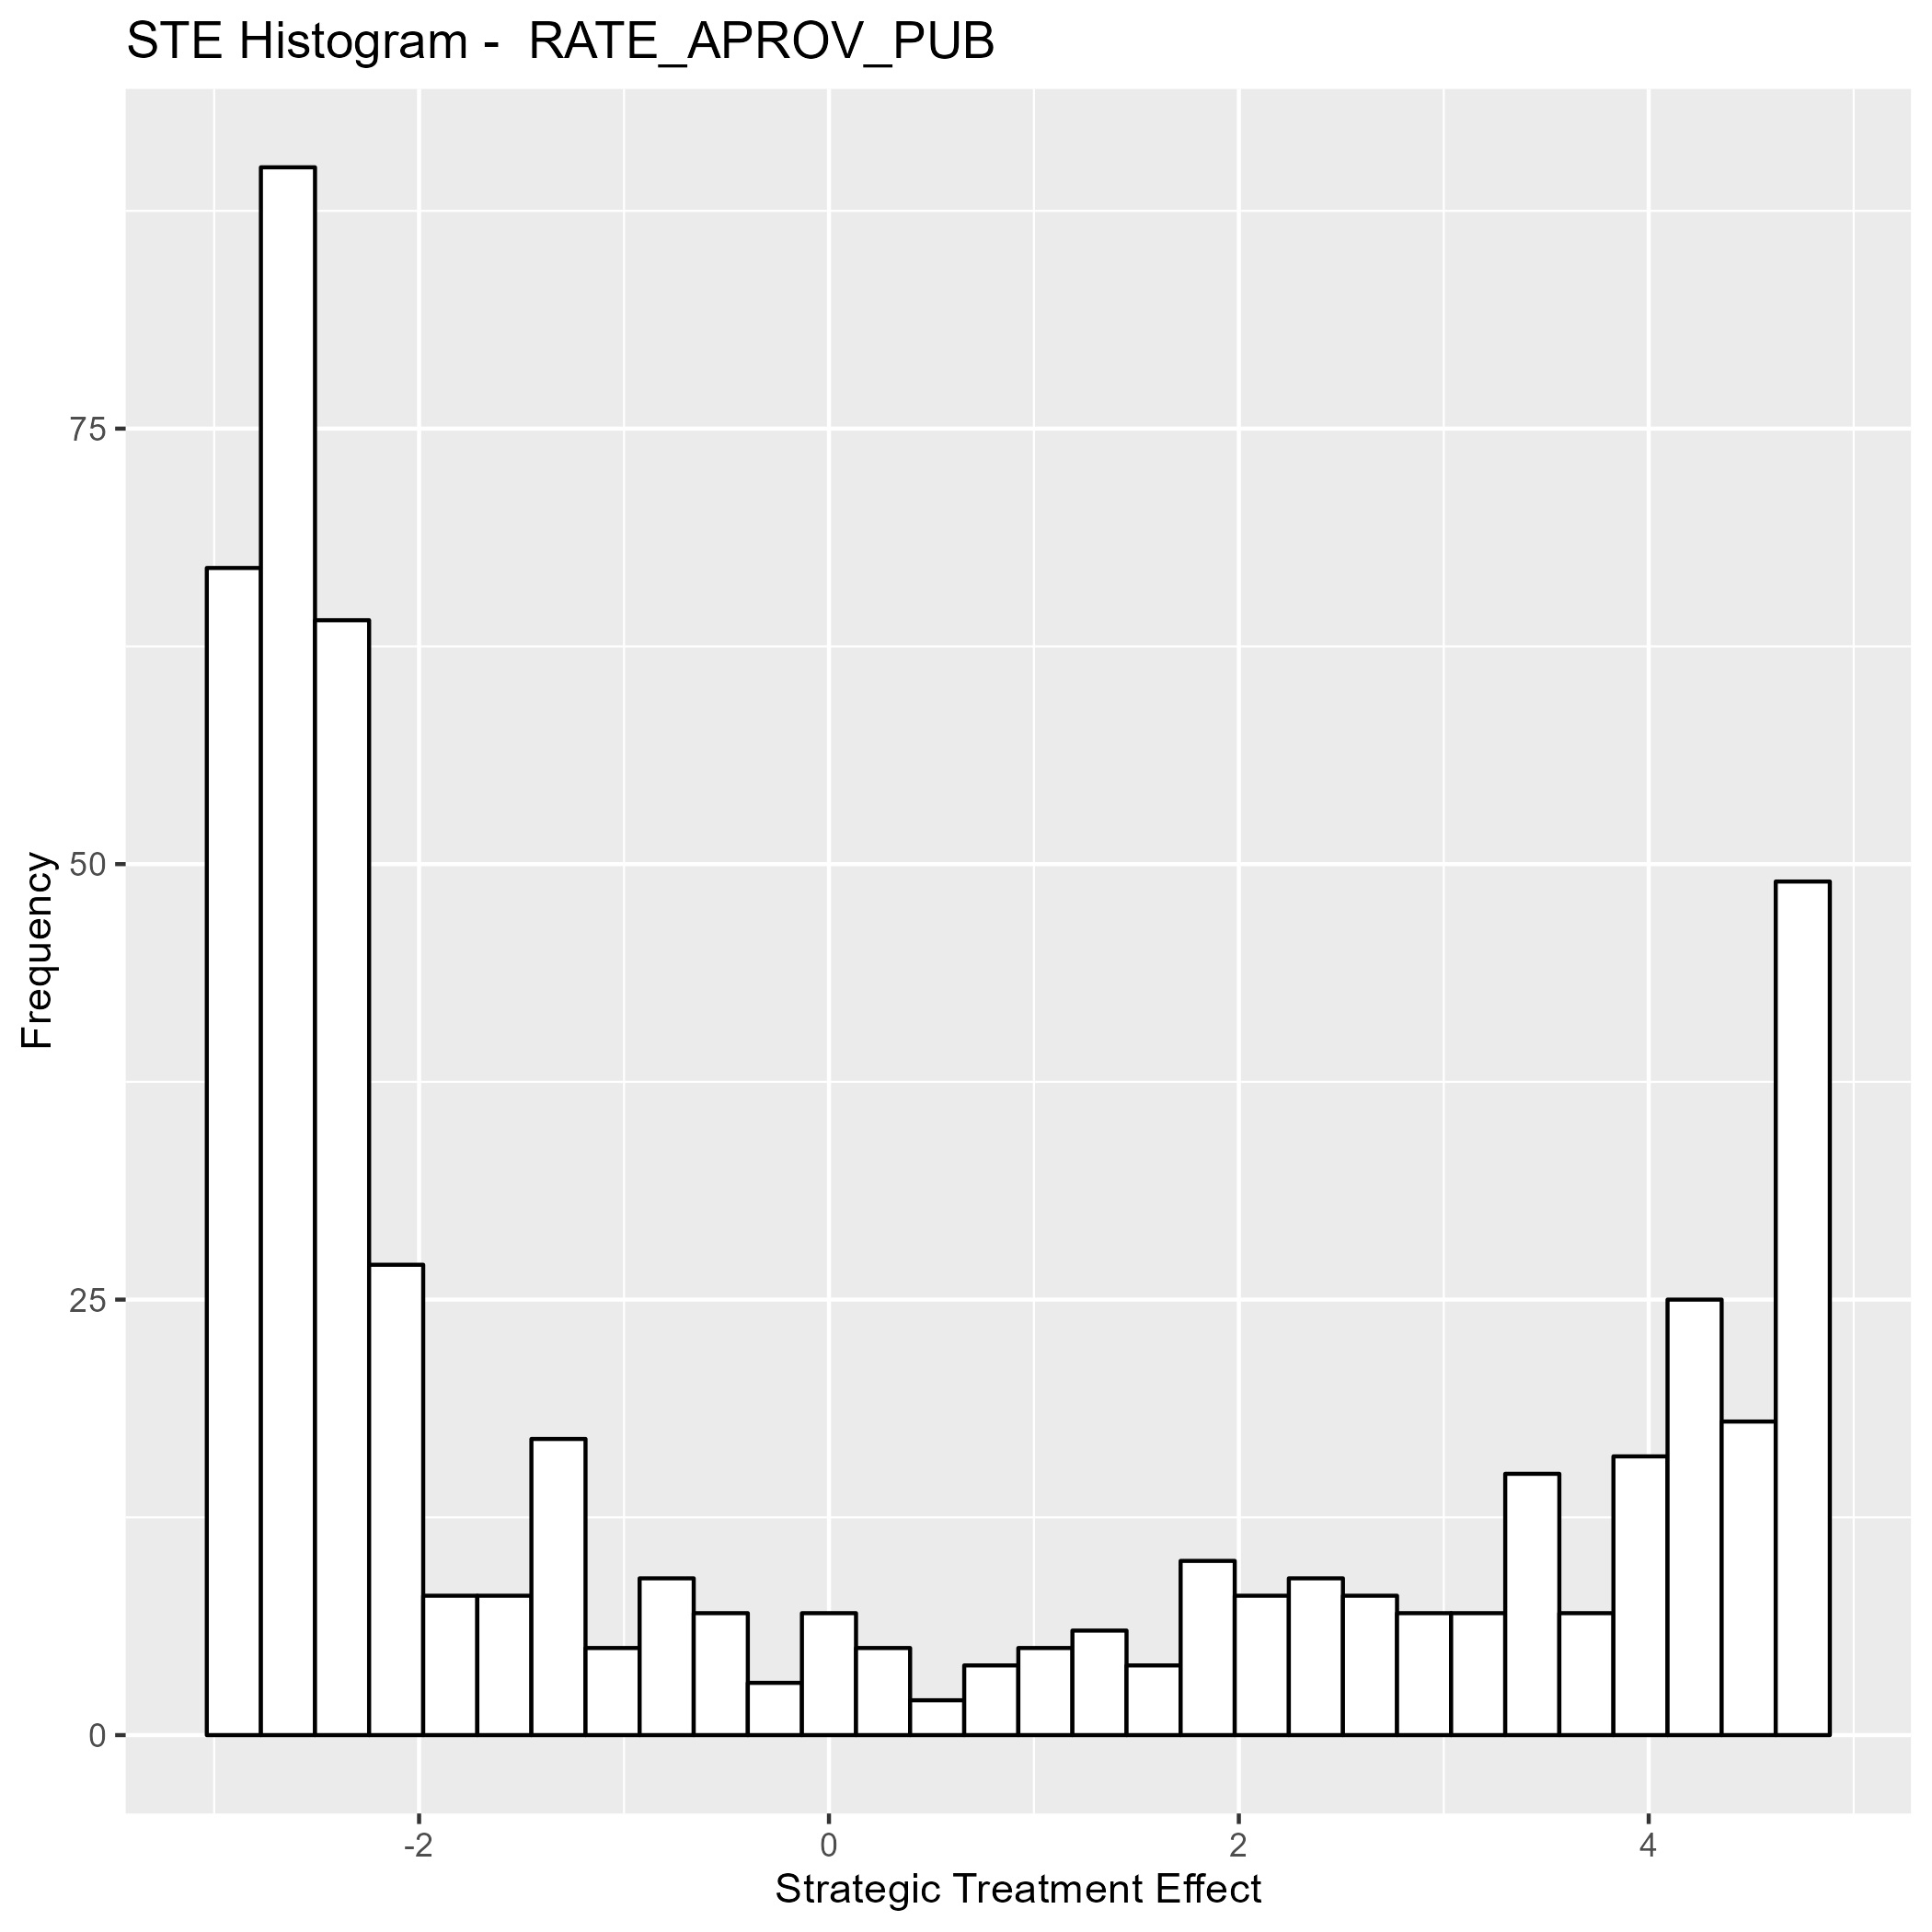 STE Histogram -  RATE_APROV_PUB
Frequency
75
50
25
0
-2 0 2 4
Strategic Treatment Effect